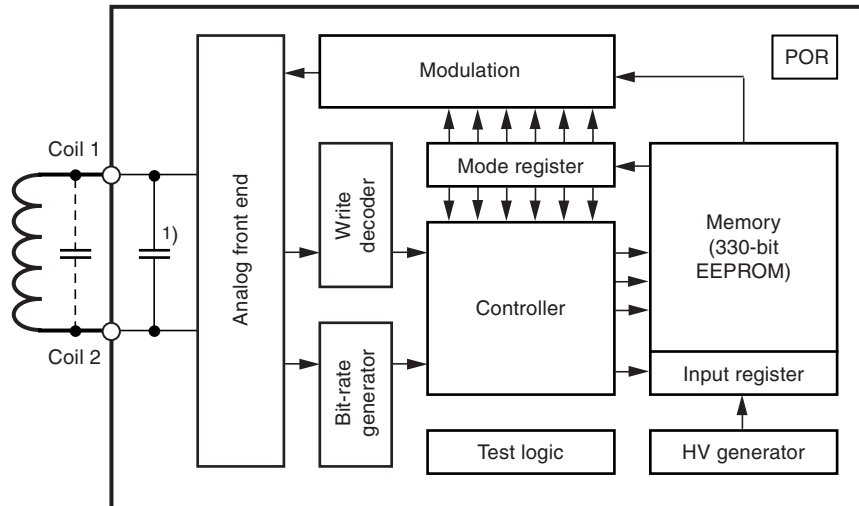 POR
Modulation
Coil 1
Mode register
1)
Analog front end
Write
decoder
Memory
(330-bit
EEPROM)
Controller
Coil 2
Bit-rate
generator
Input register
Test logic
HV generator